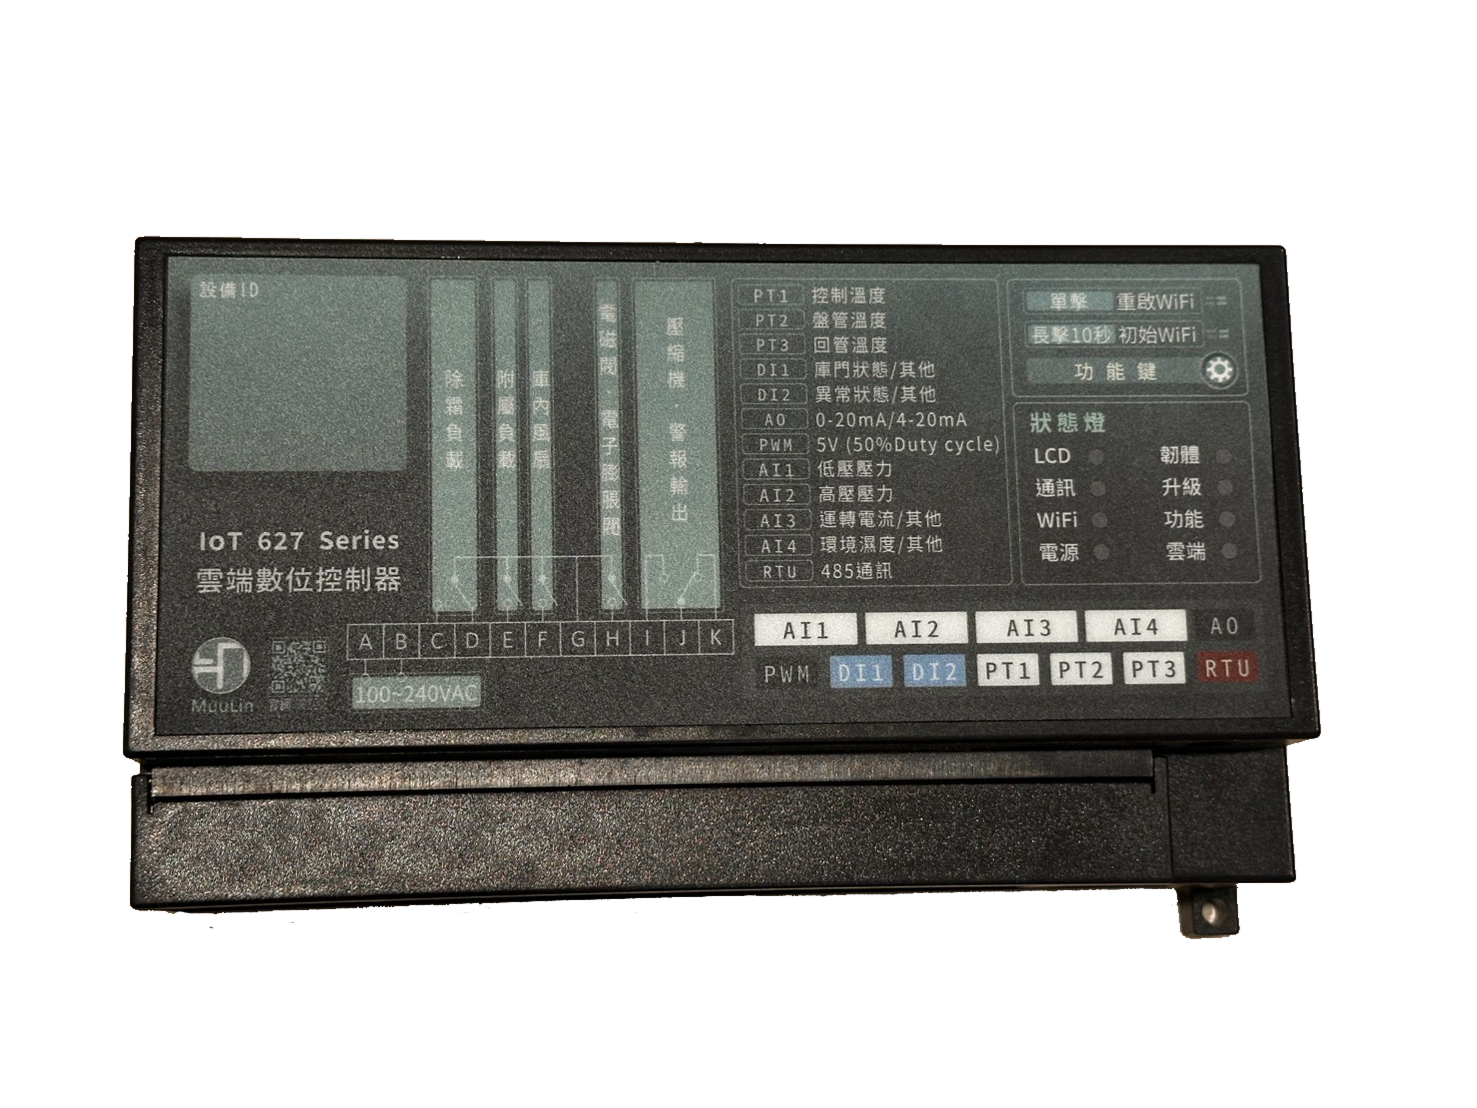 設備ID
除霜負載
附屬負載
庫內風扇
電磁閥．電子膨脹閥
壓縮機．警報輸出
IoT 627 Series
雲端數位控制器
MuuLin
A B C D E F G H I J K
100~240VAC
PT1 控制溫度
PT2 盤管溫度
PT3 回管溫度
DI1 庫門狀態/其他
DI2 異常狀態/其他
AO 0-20mA/4-20mA
PWM 5V (50%Duty cycle)
AI1 低壓壓力
AI2 高壓壓力
AI3 運轉電流/其他
AI4 環境濕度/其他
RTU 485通訊
單擊 重啟WiFi
長擊10秒 初始WiFi
功能鍵
狀態燈
LCD 韌體
通訊 升級
WiFi 功能
電源 雲端
AI1 AI2 AI3 AI4 AO
PWM DI1 DI2 PT1 PT2 PT3 RTU